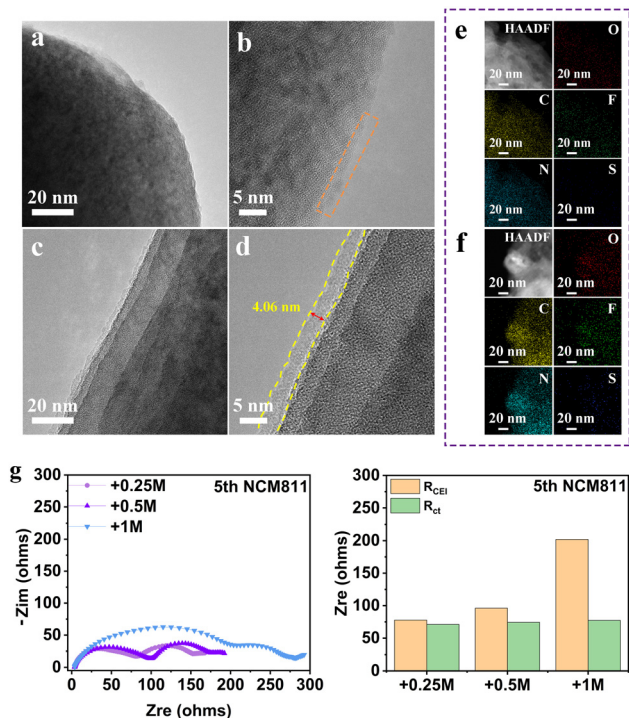 a
20 nm
b
5 nm
c
20 nm
d
4.06 nm
5 nm
e
HAADF
20 nm
O
20 nm
C
20 nm
F
20 nm
N
20 nm
S
20 nm
f
HAADF
20 nm
O
20 nm
C
20 nm
F
20 nm
N
20 nm
S
20 nm
g
5th NCM811
+0.25M
+0.5M
+1M
-Zim (ohms)
300
250
200
150
100
50
0
0 50 100 150 200 250 300
Zre (ohms)
5th NCM811
RCEI
Rct
Zre (ohms)
300
250
200
150
100
50
0
+0.25M +0.5M +1M